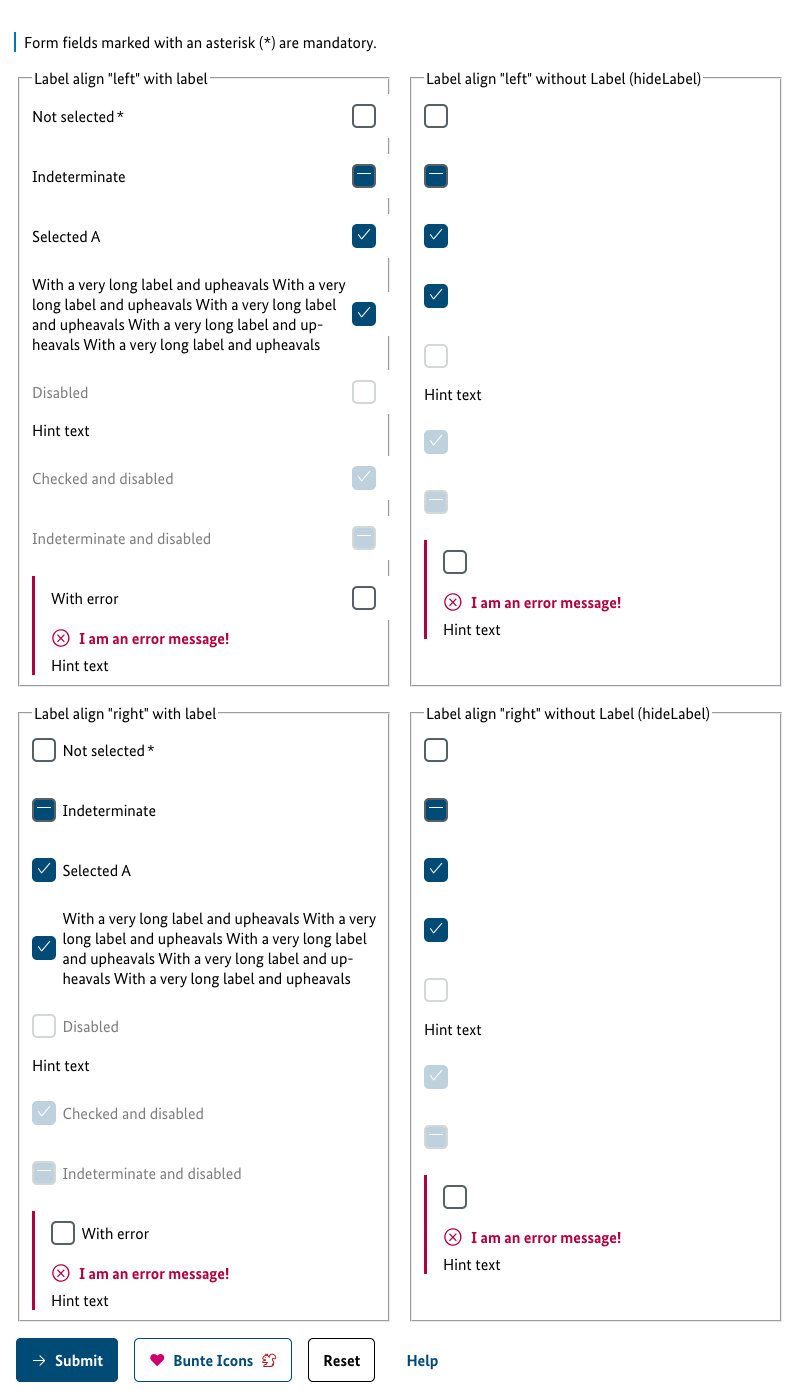 Form fields marked with an asterisk (*) are mandatory.
Label align "left" with label
Not selected *
Indeterminate
Selected A
With a very long label and upheavals With a very
long label and upheavals With a very long label
and upheavals With a very long label and up-
heavals With a very long label and upheavals
Disabled
Hint text
Checked and disabled
Indeterminate and disabled
With error
I am an error message!
Hint text
Label align "left" without Label (hideLabel)
Hint text
I am an error message!
Hint text
Label align "right" with label
Not selected *
Indeterminate
Selected A
With a very long label and upheavals With a very
long label and upheavals With a very long label
and upheavals With a very long label and up-
heavals With a very long label and upheavals
Disabled
Hint text
Checked and disabled
Indeterminate and disabled
With error
I am an error message!
Hint text
Label align "right" without Label (hideLabel)
Hint text
I am an error message!
Hint text
Submit
Bunte Icons
Reset
Help